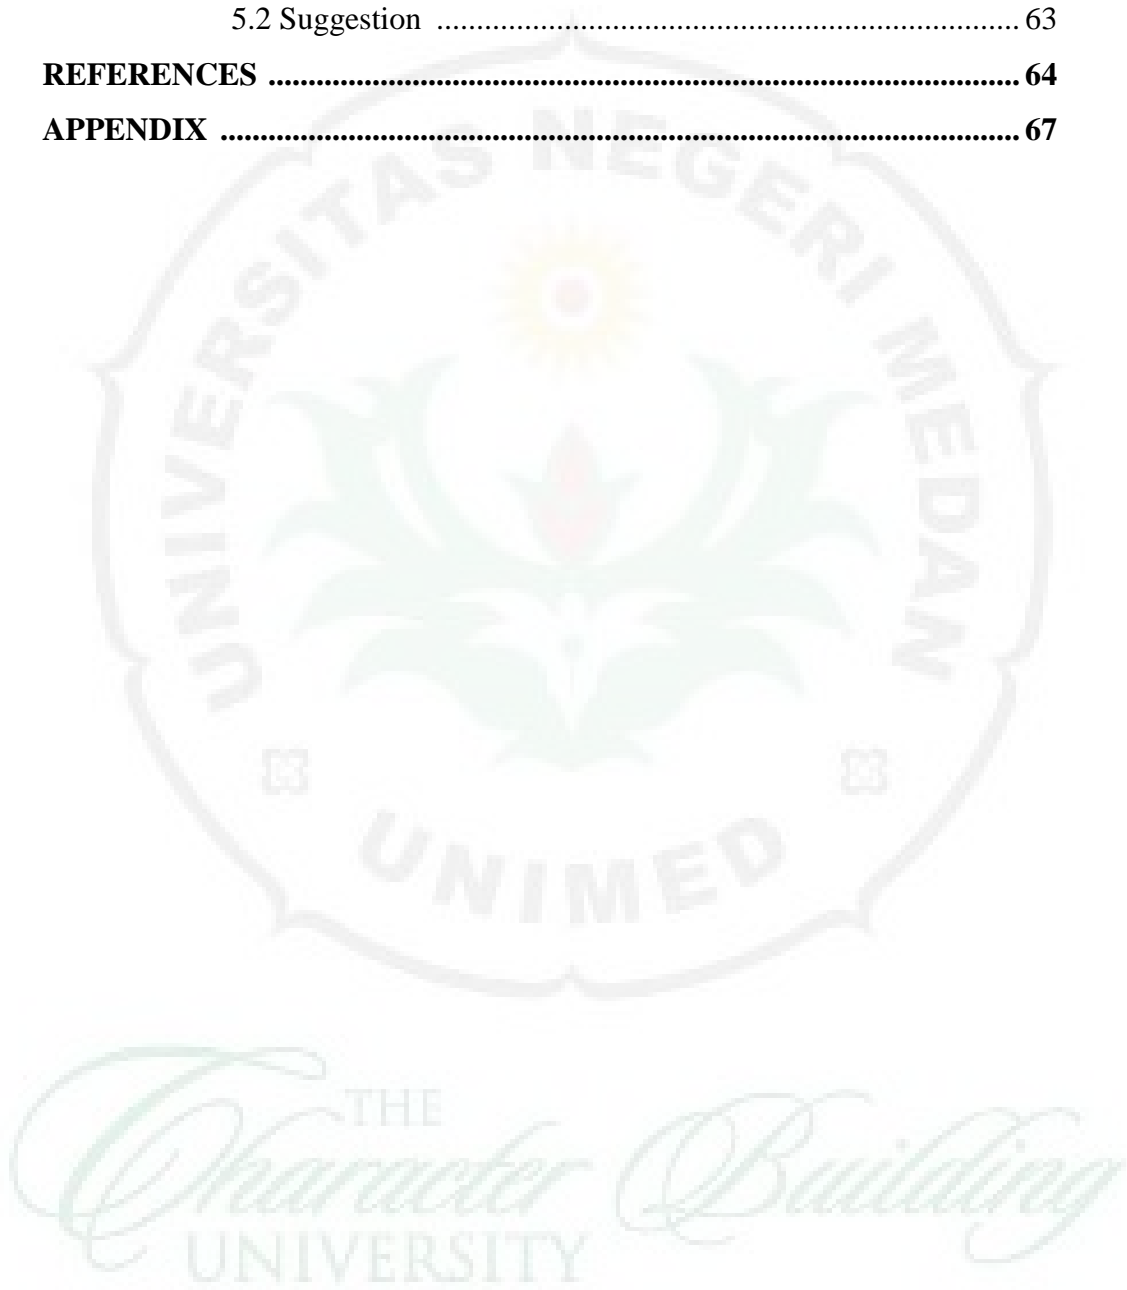 5.2 Suggestion ......................................................................... 63
REFERENCES .............................................................................................. 64
APPENDIX .................................................................................................... 67
UNIVERSITAS NEGERI MEDAN
UNIMED
THE
Character Building
UNIVERSITY